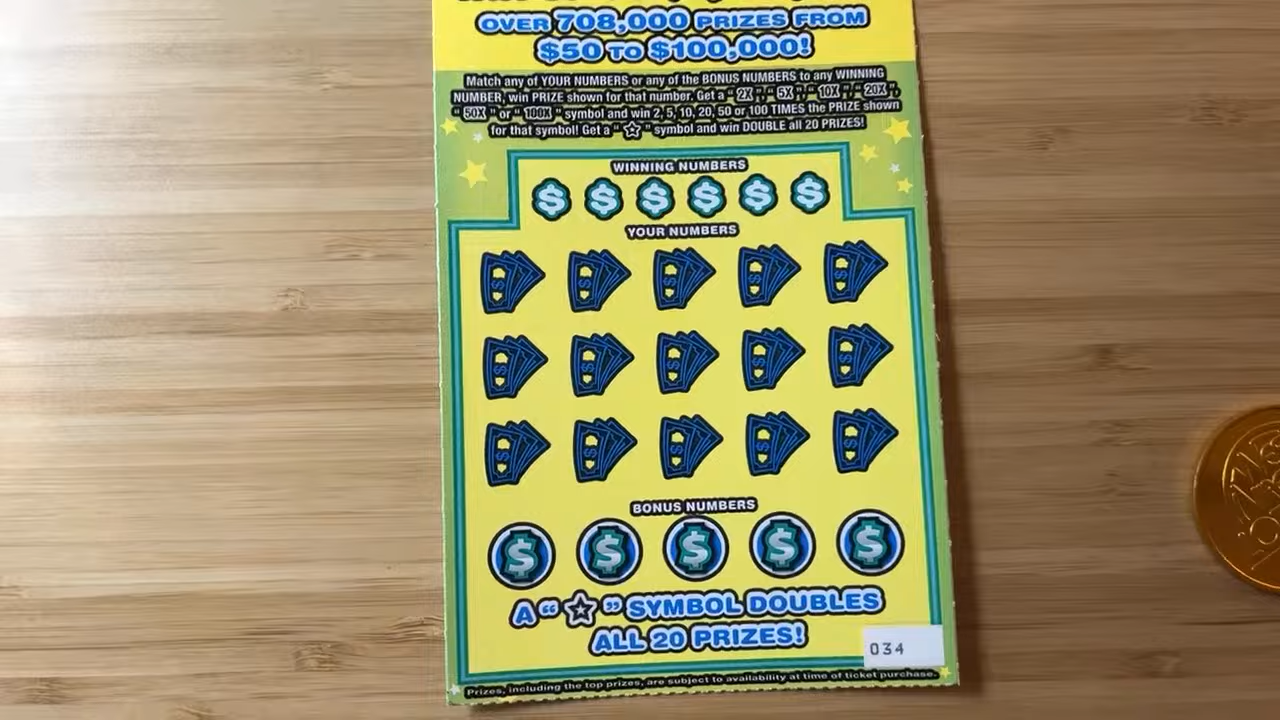 OVER 708,000 PRIZES FROM
$50 TO $100,000!
Match any of YOUR NUMBERS or any of the BONUS NUMBERS to any WINNING
NUMBER, win PRIZE shown for that number. Get a "2X", "5X", "10X", "20X",
"50X" or "100X" symbol and win 2, 5, 10, 20, 50 or 100 TIMES the PRIZE shown
for that symbol! Get a "☆" symbol and win DOUBLE all 20 PRIZES!
WINNING NUMBERS
$ $ $ $ $ $
YOUR NUMBERS
$ $ $ $ $
$ $ $ $ $
$ $ $ $ $
BONUS NUMBERS
$ $ $ $ $
A "☆" SYMBOL DOUBLES
ALL 20 PRIZES!
034
Prizes, including the top prizes, are subject to availability at time of ticket purchase.